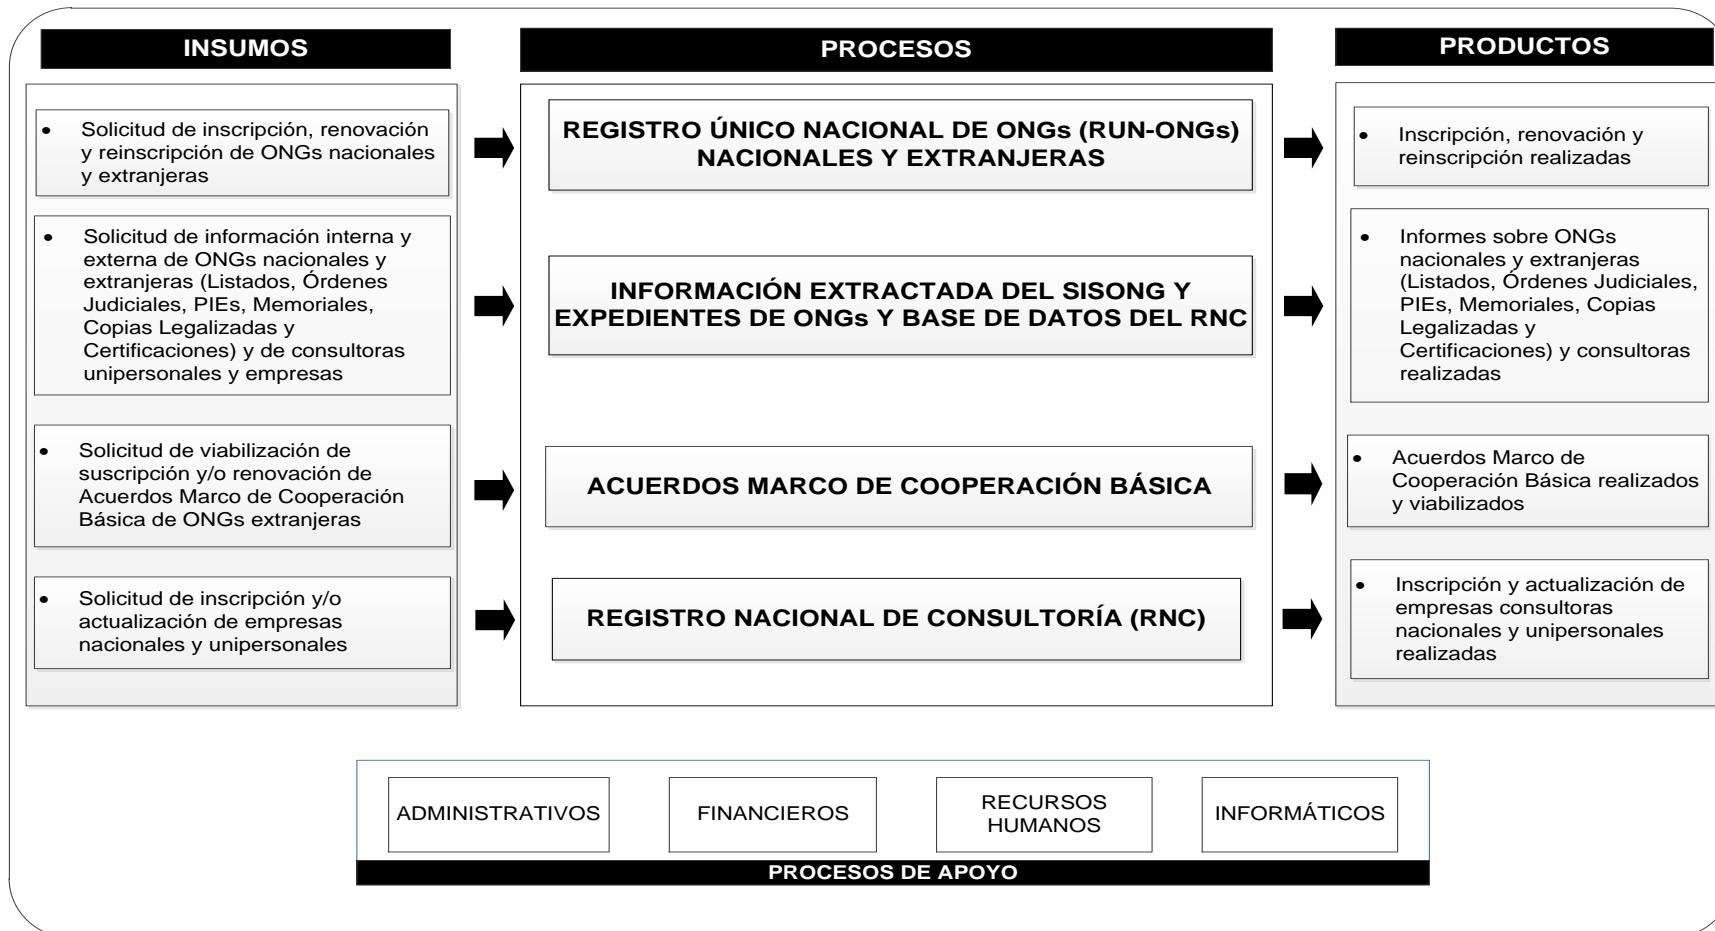 INSUMOS
PROCESOS
PRODUCTOS
• Solicitud de inscripción, renovación
y reinscripción de ONGs nacionales
y extranjeras
REGISTRO ÚNICO NACIONAL DE ONGs (RUN-ONGs)
NACIONALES Y EXTRANJERAS
• Inscripción, renovación y
reinscripción realizadas
• Solicitud de información interna y
externa de ONGs nacionales y
extranjeras (Listados, Órdenes
Judiciales, PIEs, Memoriales,
Copias Legalizadas y
Certificaciones) y de consultoras
unipersonales y empresas
INFORMACIÓN EXTRACTADA DEL SISONG Y
EXPEDIENTES DE ONGs Y BASE DE DATOS DEL RNC
• Informes sobre ONGs
nacionales y extranjeras
(Listados, Órdenes Judiciales,
PIEs, Memoriales, Copias
Legalizadas y
Certificaciones) y consultoras
realizadas
• Solicitud de viabilización de
suscripción y/o renovación de
Acuerdos Marco de Cooperación
Básica de ONGs extranjeras
ACUERDOS MARCO DE COOPERACIÓN BÁSICA
• Acuerdos Marco de
Cooperación Básica realizados
y viabilizados
• Solicitud de inscripción y/o
actualización de empresas
nacionales y unipersonales
REGISTRO NACIONAL DE CONSULTORÍA (RNC)
• Inscripción y actualización de
empresas consultoras
nacionales y unipersonales
realizadas
ADMINISTRATIVOS
FINANCIEROS
RECURSOS
HUMANOS
INFORMÁTICOS
PROCESOS DE APOYO